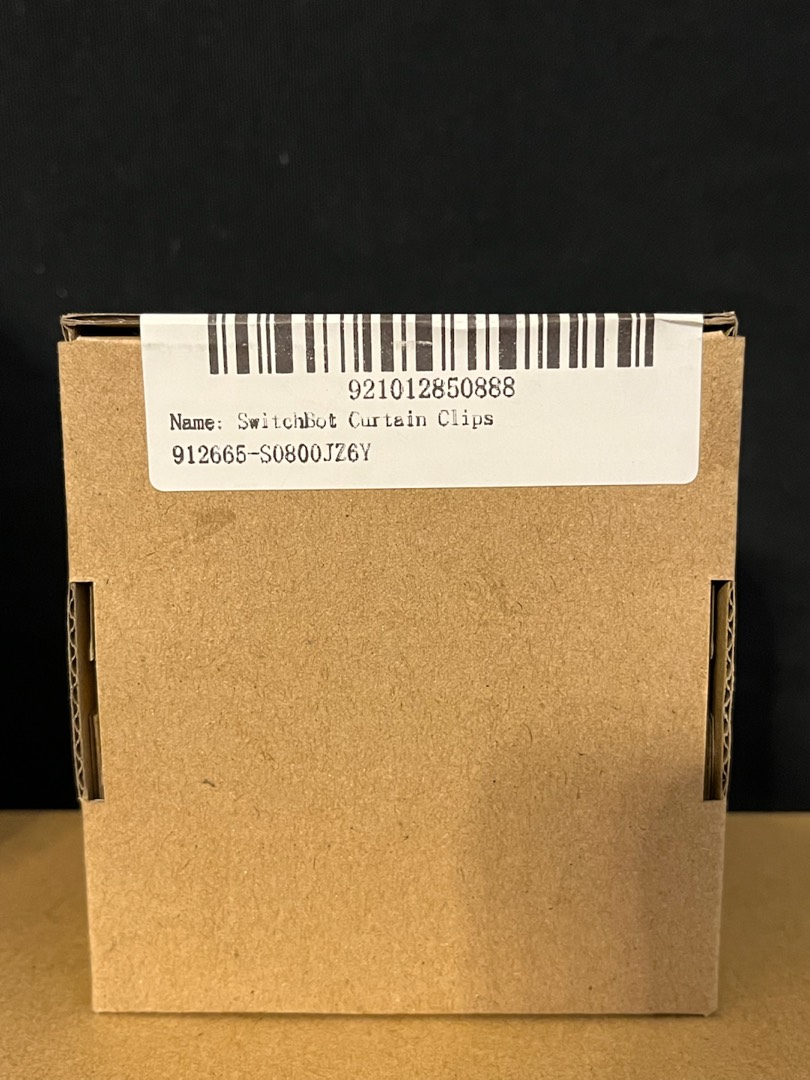 921012850888
Name: SwitchBot Curtain Clips
912665-S0800JZ6Y